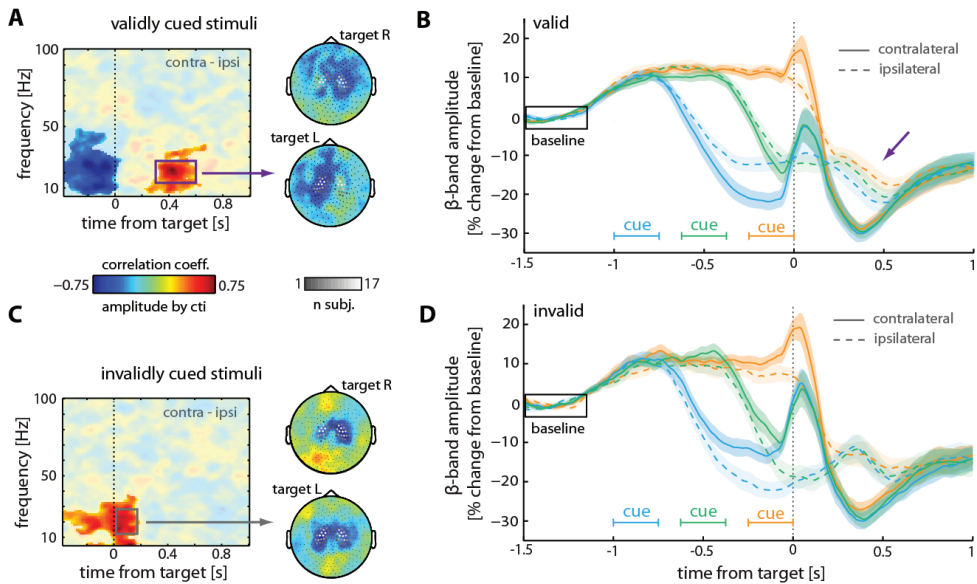 A
validly cued stimuli
frequency [Hz]
100
50
10
contra - ipsi
0
0.4
0.8
time from target [s]
target R
target L
correlation coeff.
−0.75
0.75
amplitude by cti
1
17
n subj.
B
valid
contralateral
ipsilateral
β-band amplitude
[% change from baseline]
20
10
0
-10
-20
−30
baseline
cue
cue
cue
-1.5
-1
-0.5
0
0.5
1
C
invalidly cued stimuli
frequency [Hz]
100
50
10
contra - ipsi
0
0.4
0.8
time from target [s]
target R
target L
D
invalid
contralateral
ipsilateral
β-band amplitude
[% change from baseline]
20
10
0
-10
-20
−30
baseline
cue
cue
cue
-1.5
-1
-0.5
0
0.5
1
time from target [s]